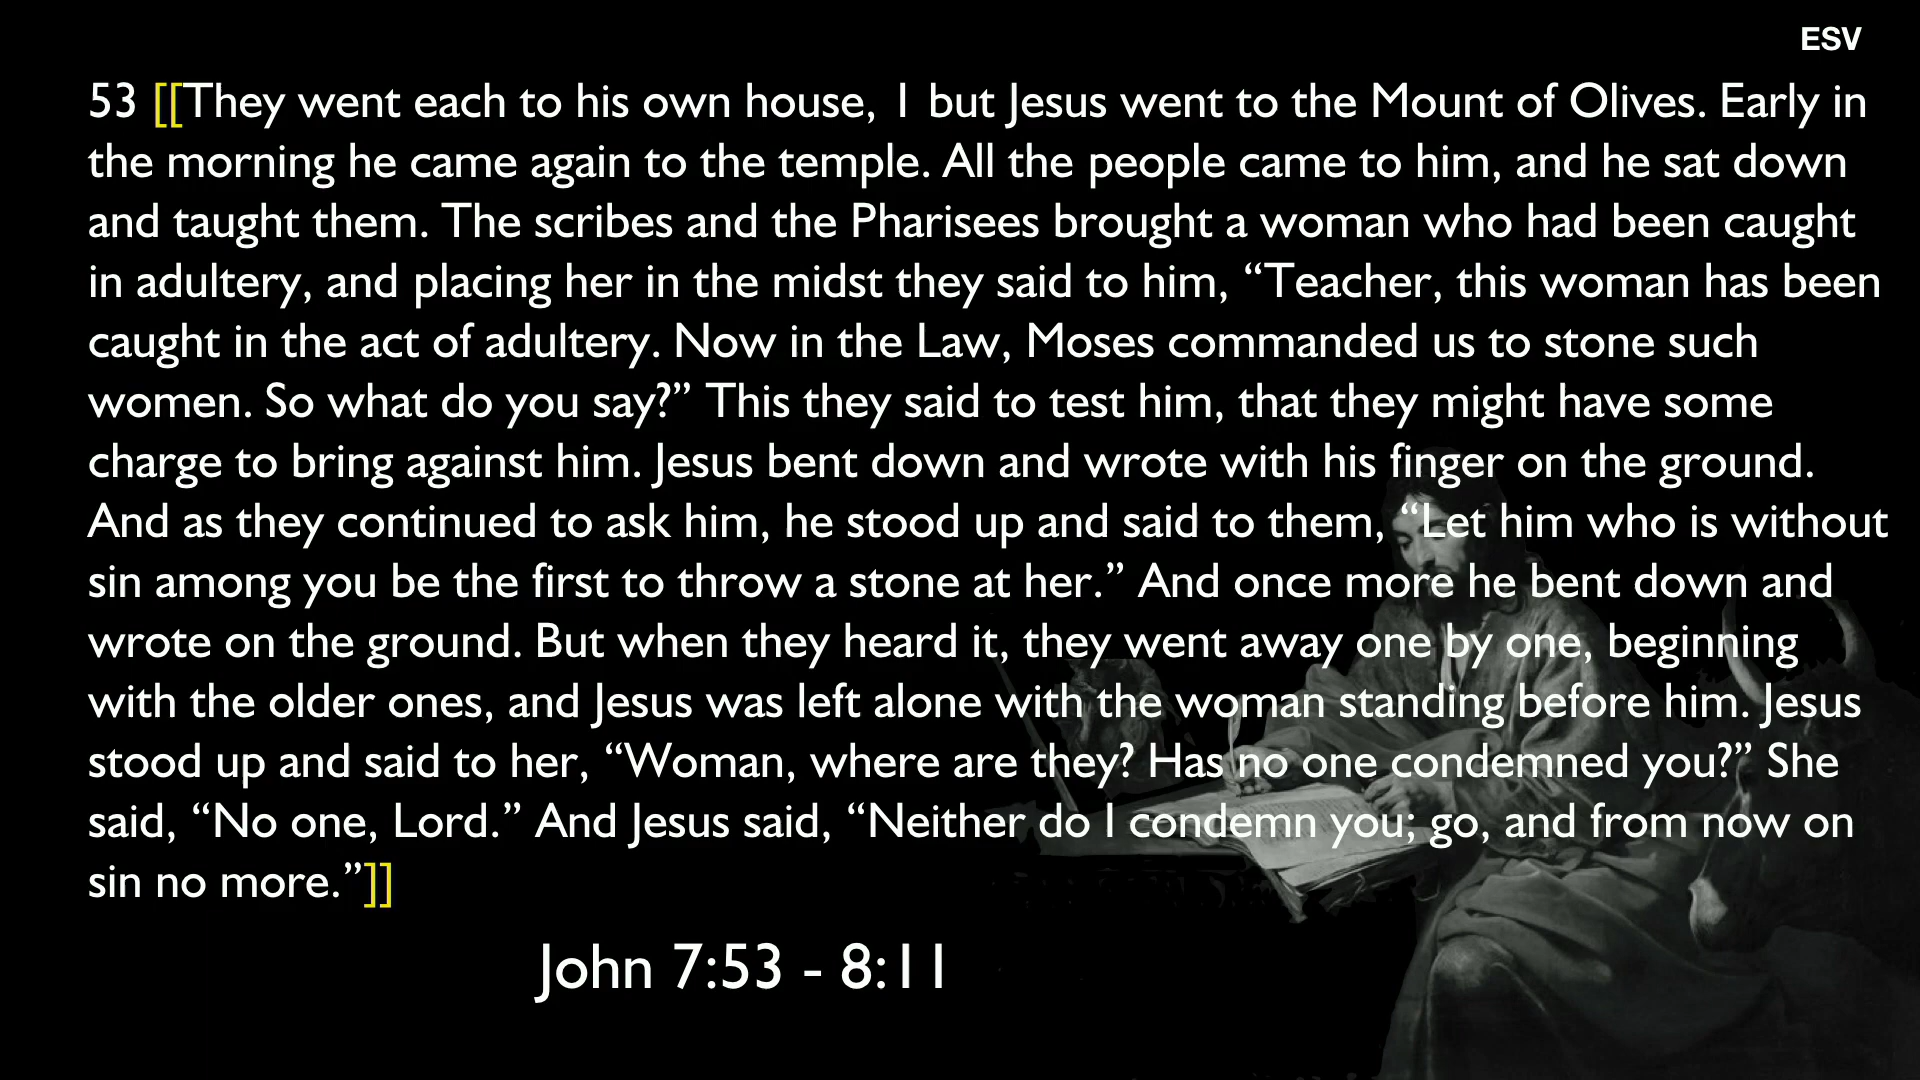 ESV
53 [[They went each to his own house, 1 but Jesus went to the Mount of Olives. Early in
the morning he came again to the temple. All the people came to him, and he sat down
and taught them. The scribes and the Pharisees brought a woman who had been caught
in adultery, and placing her in the midst they said to him, “Teacher, this woman has been
caught in the act of adultery. Now in the Law, Moses commanded us to stone such
women. So what do you say?” This they said to test him, that they might have some
charge to bring against him. Jesus bent down and wrote with his finger on the ground.
And as they continued to ask him, he stood up and said to them, “Let him who is without
sin among you be the first to throw a stone at her.” And once more he bent down and
wrote on the ground. But when they heard it, they went away one by one, beginning
with the older ones, and Jesus was left alone with the woman standing before him. Jesus
stood up and said to her, “Woman, where are they? Has no one condemned you?” She
said, “No one, Lord.” And Jesus said, “Neither do I condemn you; go, and from now on
sin no more.”]]
John 7:53 - 8:11